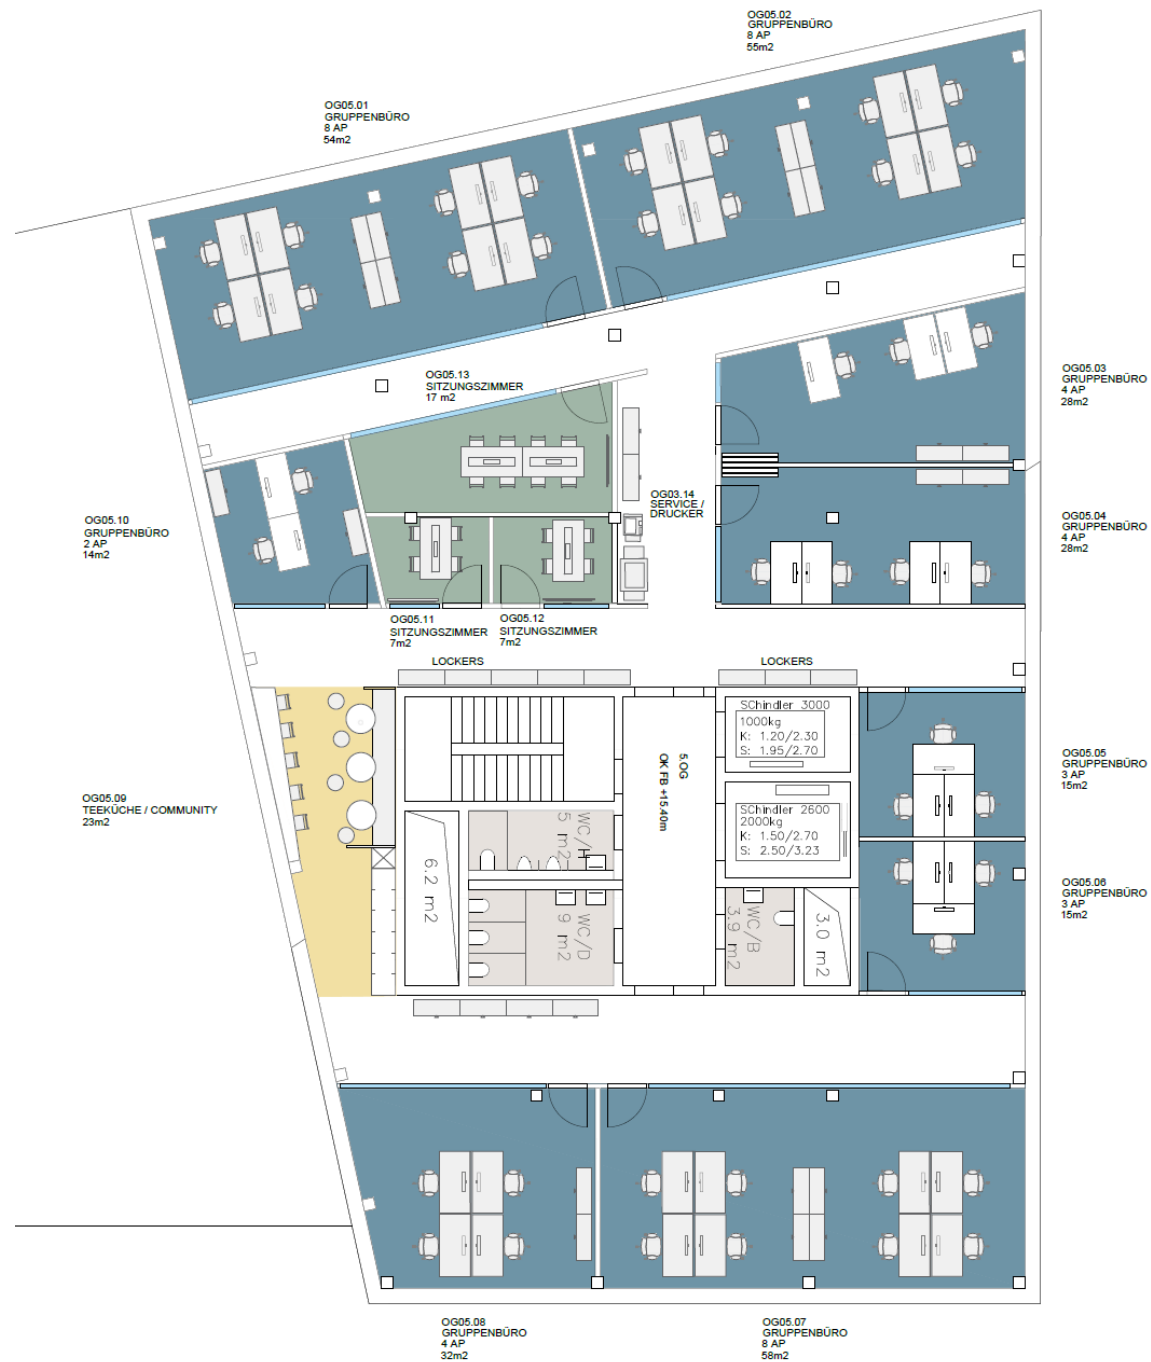 OG05.02
GRUPPENBÜRO
8 AP
55m2
OG05.01
GRUPPENBÜRO
8 AP
54m2
OG05.13
SITZUNGSZIMMER
17 m2
OG05.03
GRUPPENBÜRO
4 AP
28m2
OG03.14
SERVICE /
DRUCKER
OG05.10
GRUPPENBÜRO
2 AP
14m2
OG05.04
GRUPPENBÜRO
4 AP
28m2
OG05.11
SITZUNGSZIMMER
7m2
OG05.12
SITZUNGSZIMMER
7m2
LOCKERS
LOCKERS
SChindler 3000
1000kg
K: 1.20/2.30
S: 1.95/2.70
5.OG
OK FB +15.40m
OG05.05
GRUPPENBÜRO
3 AP
15m2
OG05.09
TEEKÜCHE / COMMUNITY
23m2
SChindler 2600
2000kg
K: 1.50/2.70
S: 2.50/3.23
WC/H
5 m2
6.2 m2
OG05.06
GRUPPENBÜRO
3 AP
15m2
WC/D
9 m2
WC/B
3.9 m2
3.0 m2
OG05.08
GRUPPENBÜRO
4 AP
32m2
OG05.07
GRUPPENBÜRO
8 AP
58m2